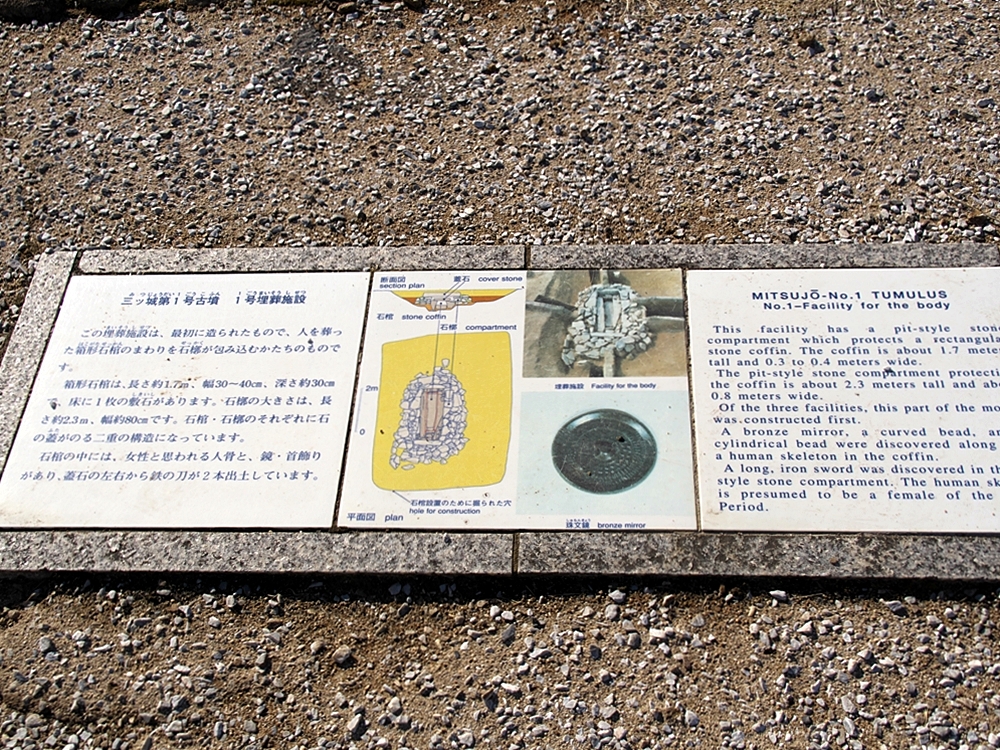 三ッ城第1号古墳 1号埋葬施設
この埋葬施設は、最初に造られたもので、人を葬っ
た箱形石棺のまわりを石槨が包み込むかたちのもので
す。
箱形石棺は、長さ約1.7m、幅30〜40cm、深さ約30cm
で、床に1枚の敷石があります。石槨の大きさは、長
さ約2.3m、幅約80cmです。石棺・石槨のそれぞれに石
の蓋がのる二重の構造になっています。
石棺の中には、女性と思われる人骨と、鏡・首飾り
があり、蓋石の左右から鉄の刀が2本出土しています。
断面図
section plan
蓋石 cover stone
石棺 stone coffin
石槨 compartment
2m
0
石棺設置のために掘られた穴
hole for construction
平面図 plan
埋葬施設 Facility for the body
珠文鏡 bronze mirror
MITSUJŌ-No.1 TUMULUS
No.1-Facility for the body
This facility has a pit-style ston
compartment which protects a rectangula
stone coffin. The coffin is about 1.7 mete
tall and 0.3 to 0.4 meters wide.
The pit-style stone compartment protecti
the coffin is about 2.3 meters tall and ab
0.8 meters wide.
Of the three facilities, this part of the mo
was constructed first.
A bronze mirror, a curved bead, a
cylindrical bead were discovered along
a human skeleton in the coffin.
A long, iron sword was discovered in th
style stone compartment. The human sk
is presumed to be a female of the
Period.